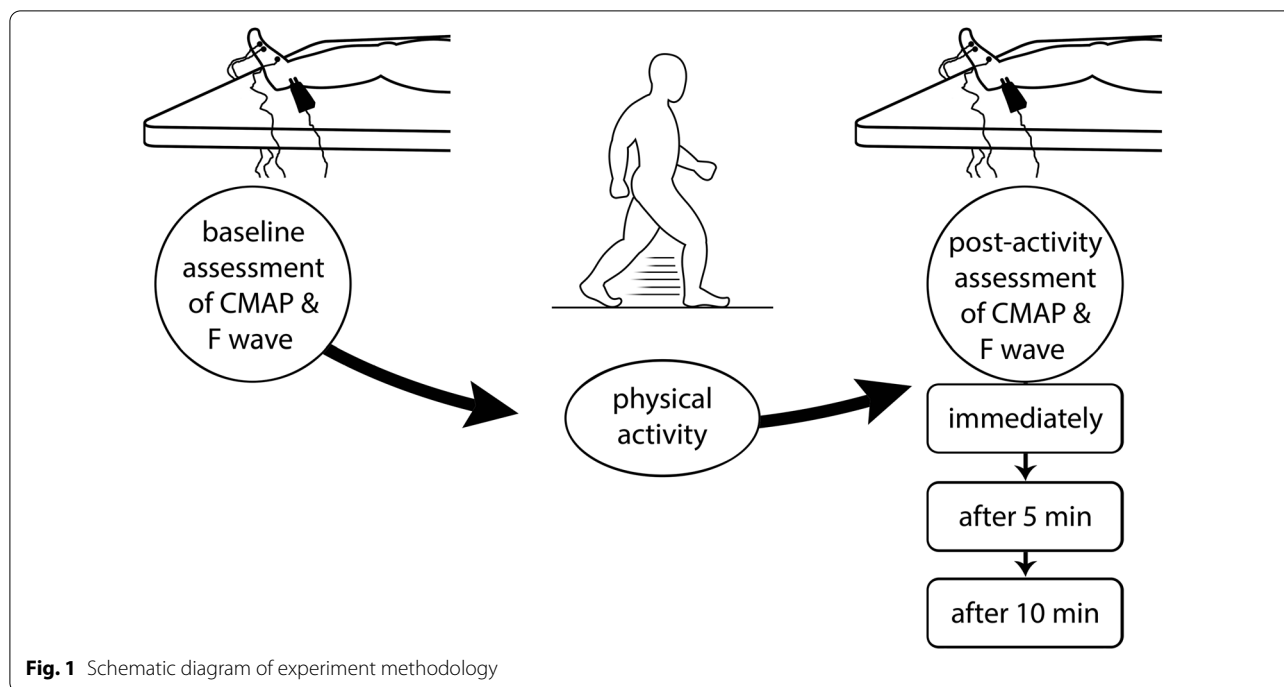 baseline
assessment
of CMAP &
F wave
physical
activity
post-activity
assessment
of CMAP &
F wave
immediately
after 5 min
after 10 min
Fig. 1 Schematic diagram of experiment methodology